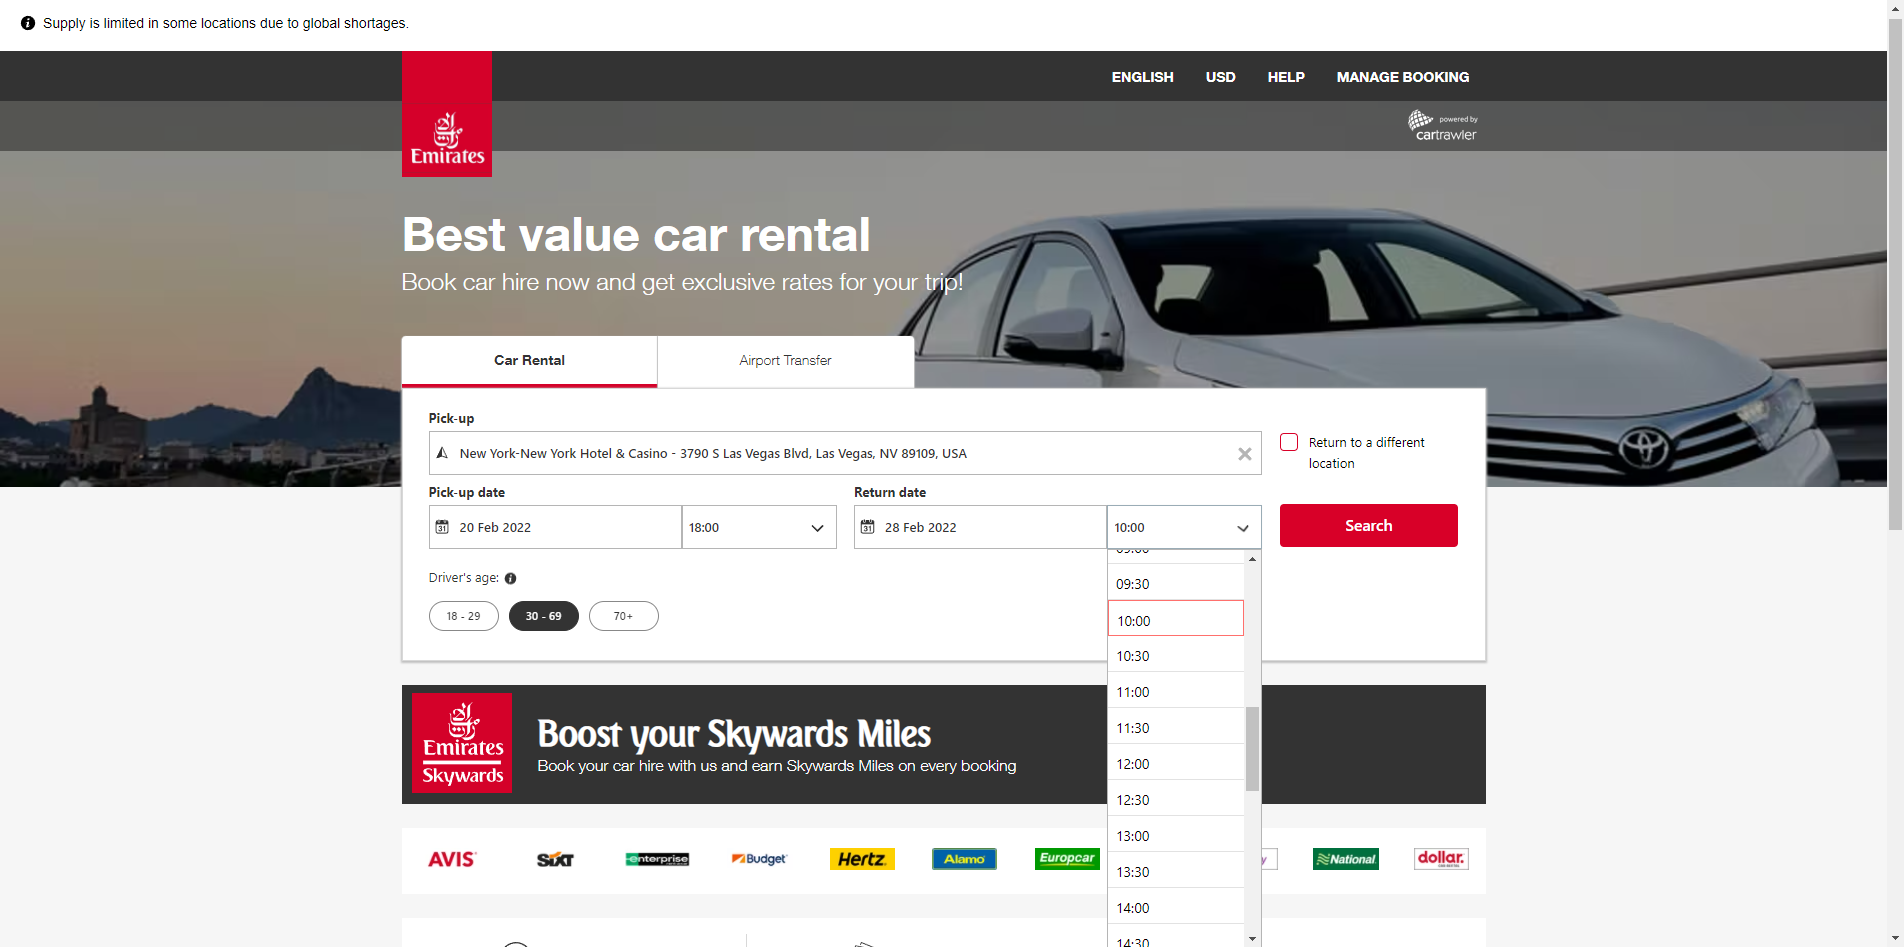 Supply is limited in some locations due to global shortages.
ENGLISH
USD
HELP
MANAGE BOOKING
Emirates
powered by
cartrawler
Best value car rental
Book car hire now and get exclusive rates for your trip!
Car Rental
Airport Transfer
Pick-up
New York-New York Hotel & Casino - 3790 S Las Vegas Blvd, Las Vegas, NV 89109, USA
Return to a different
location
Pick-up date
Return date
31
20 Feb 2022
18:00
31
28 Feb 2022
10:00
Search
Driver's age:
18 - 29
30 - 69
70+
09:00
09:30
10:00
10:30
11:00
11:30
12:00
12:30
13:00
13:30
14:00
14:30
Emirates
Skywards
Boost your Skywards Miles
Book your car hire with us and earn Skywards Miles on every booking
AVIS
SIXT
enterprise
Budget
Hertz
Alamo
Europcar
y
National
dollar.